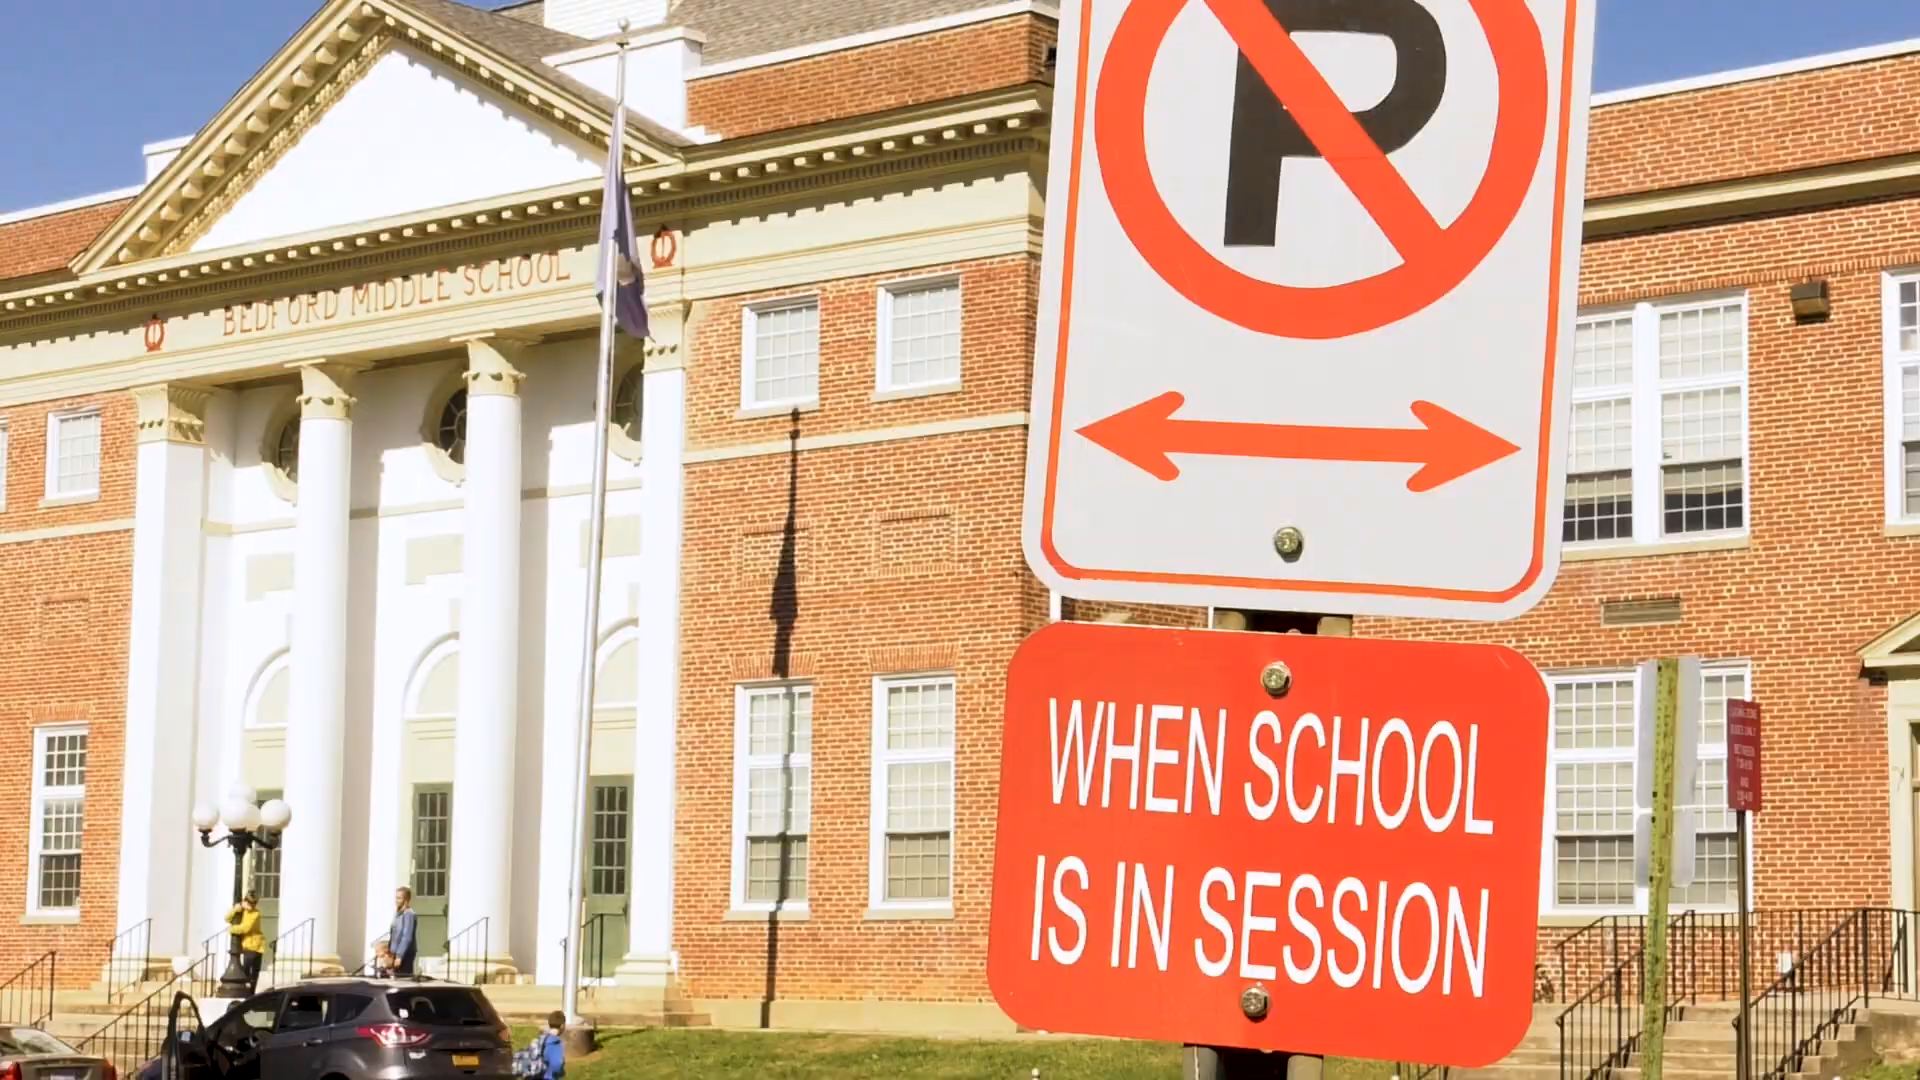 P
BEDFORD MIDDLE SCHOOL
WHEN SCHOOL
IS IN SESSION